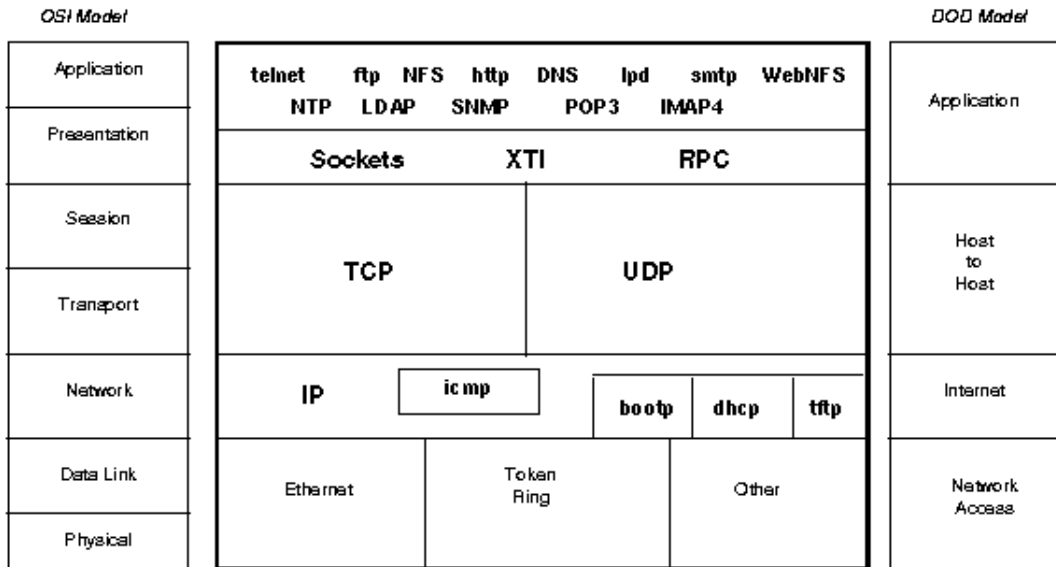 OSI Model
DOD Model
Application
Presentation
Session
Transport
Network
Data Link
Physical
telnet ftp NFS http DNS lpd smtp WebNFS
NTP LDAP SNMP POP3 IMAP4
Sockets XTI RPC
TCP UDP
IP icmp bootp dhcp tftp
Ethernet
Token
Ring
Other
Application
Host
to
Host
Internet
Network
Access